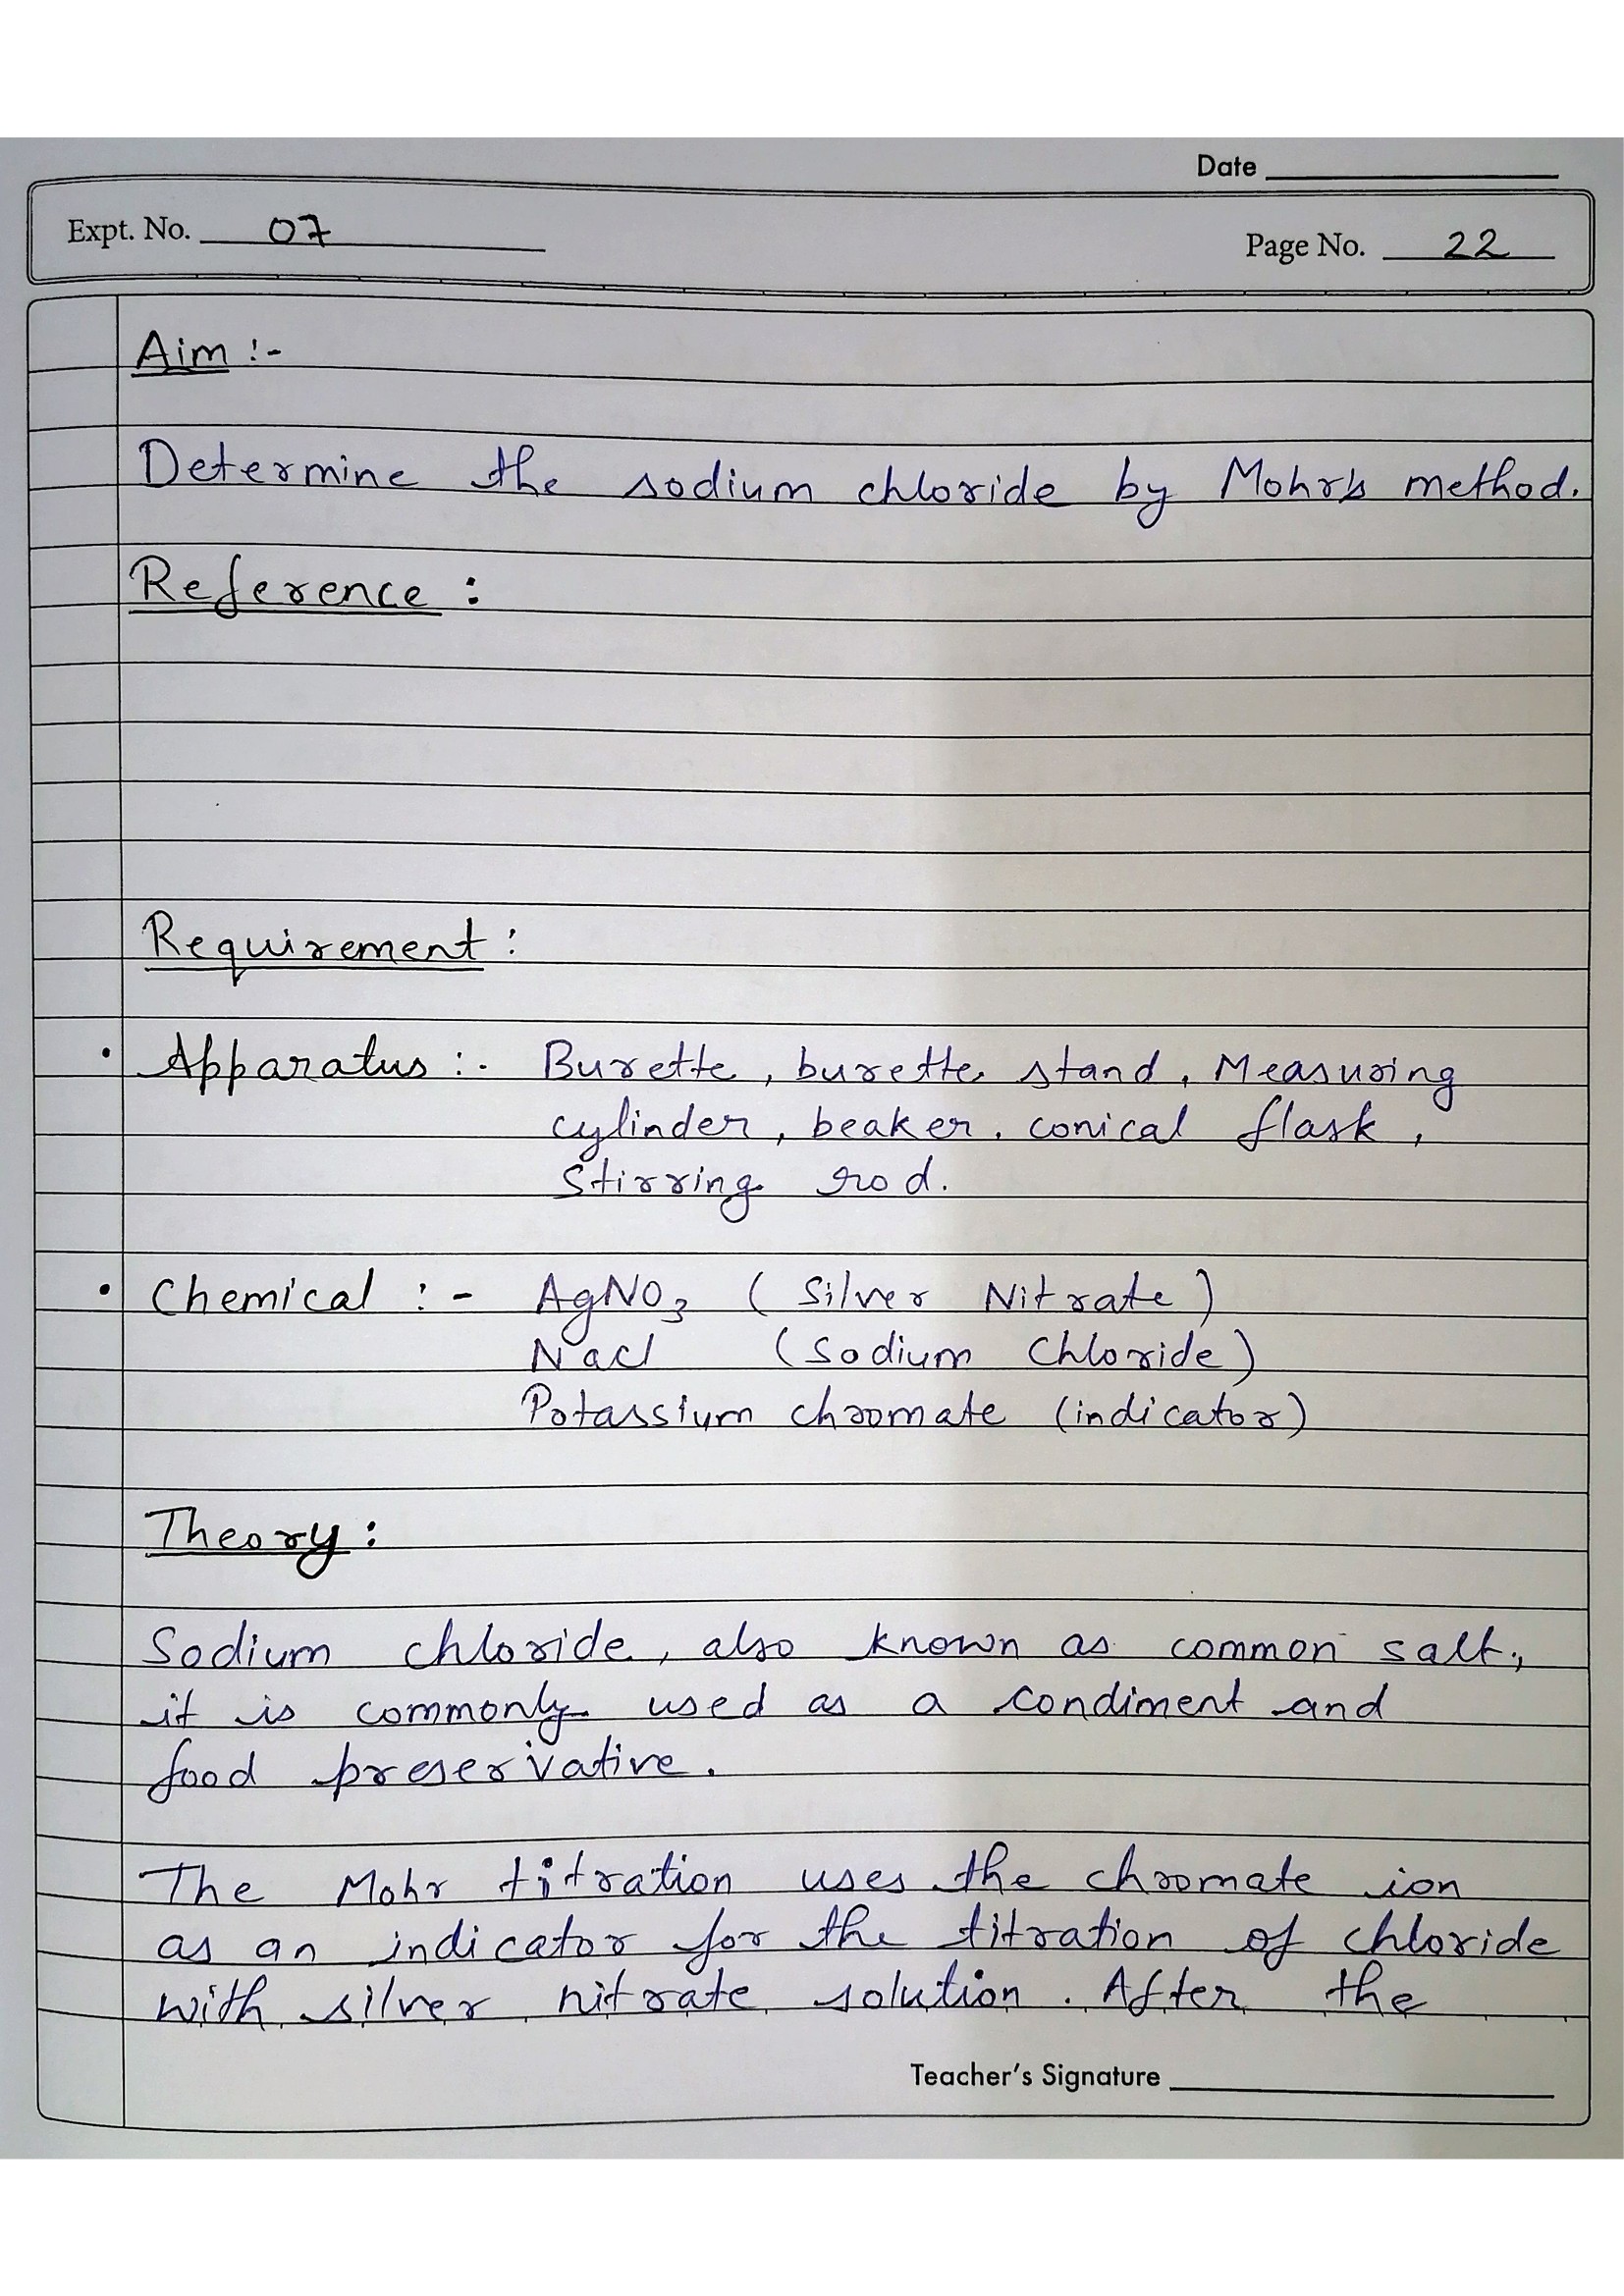 Date
Expt. No. 07
Page No. 22
Aim :-
Determine the sodium chloride by Mohr's method.
Reference :
Requirement :
• Apparatus :- Burette, burette stand, Measuring
cylinder, beaker, conical flask,
Stirring rod.
• Chemical :- AgNO₃ (Silver Nitrate)
Nacl (Sodium Chloride)
Potassium chromate (indicator)
Theory :
Sodium chloride, also known as common salt,
it is commonly used as a condiment and
food preservative.
The Mohr titration uses the chromate ion
as an indicator for the titration of chloride
with silver nitrate solution. After the
Teacher's Signature